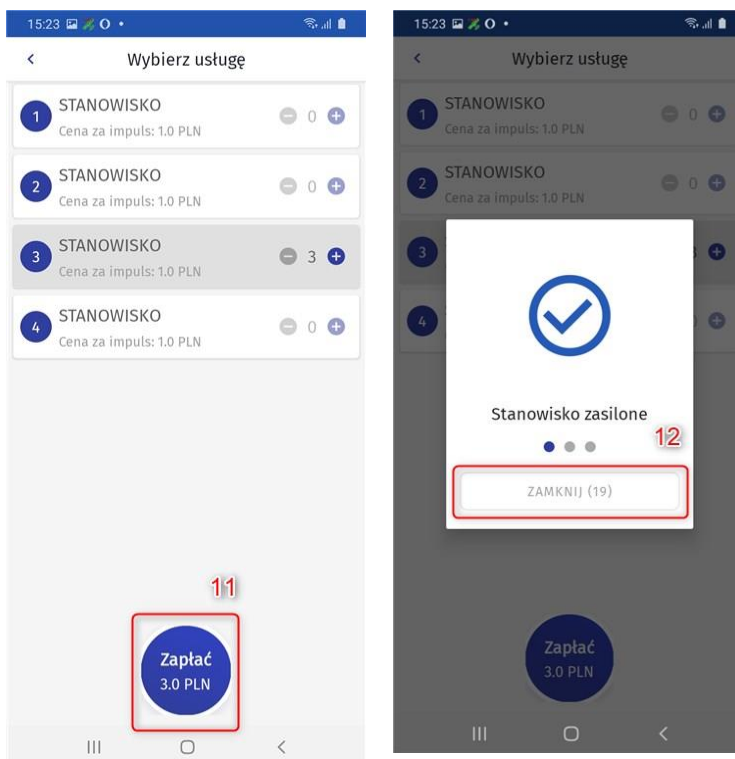 15:23
Wybierz usługę
1 STANOWISKO
Cena za impuls: 1.0 PLN
0
2 STANOWISKO
Cena za impuls: 1.0 PLN
0
3 STANOWISKO
Cena za impuls: 1.0 PLN
3
4 STANOWISKO
Cena za impuls: 1.0 PLN
0
11
Zapłać
3.0 PLN
15:23
Wybierz usługę
1 STANOWISKO
Cena za impuls: 1.0 PLN
0
2 STANOWISKO
Cena za impuls: 1.0 PLN
0
3
4
Stanowisko zasilone
12
ZAMKNIJ (19)
Zapłać
3.0 PLN